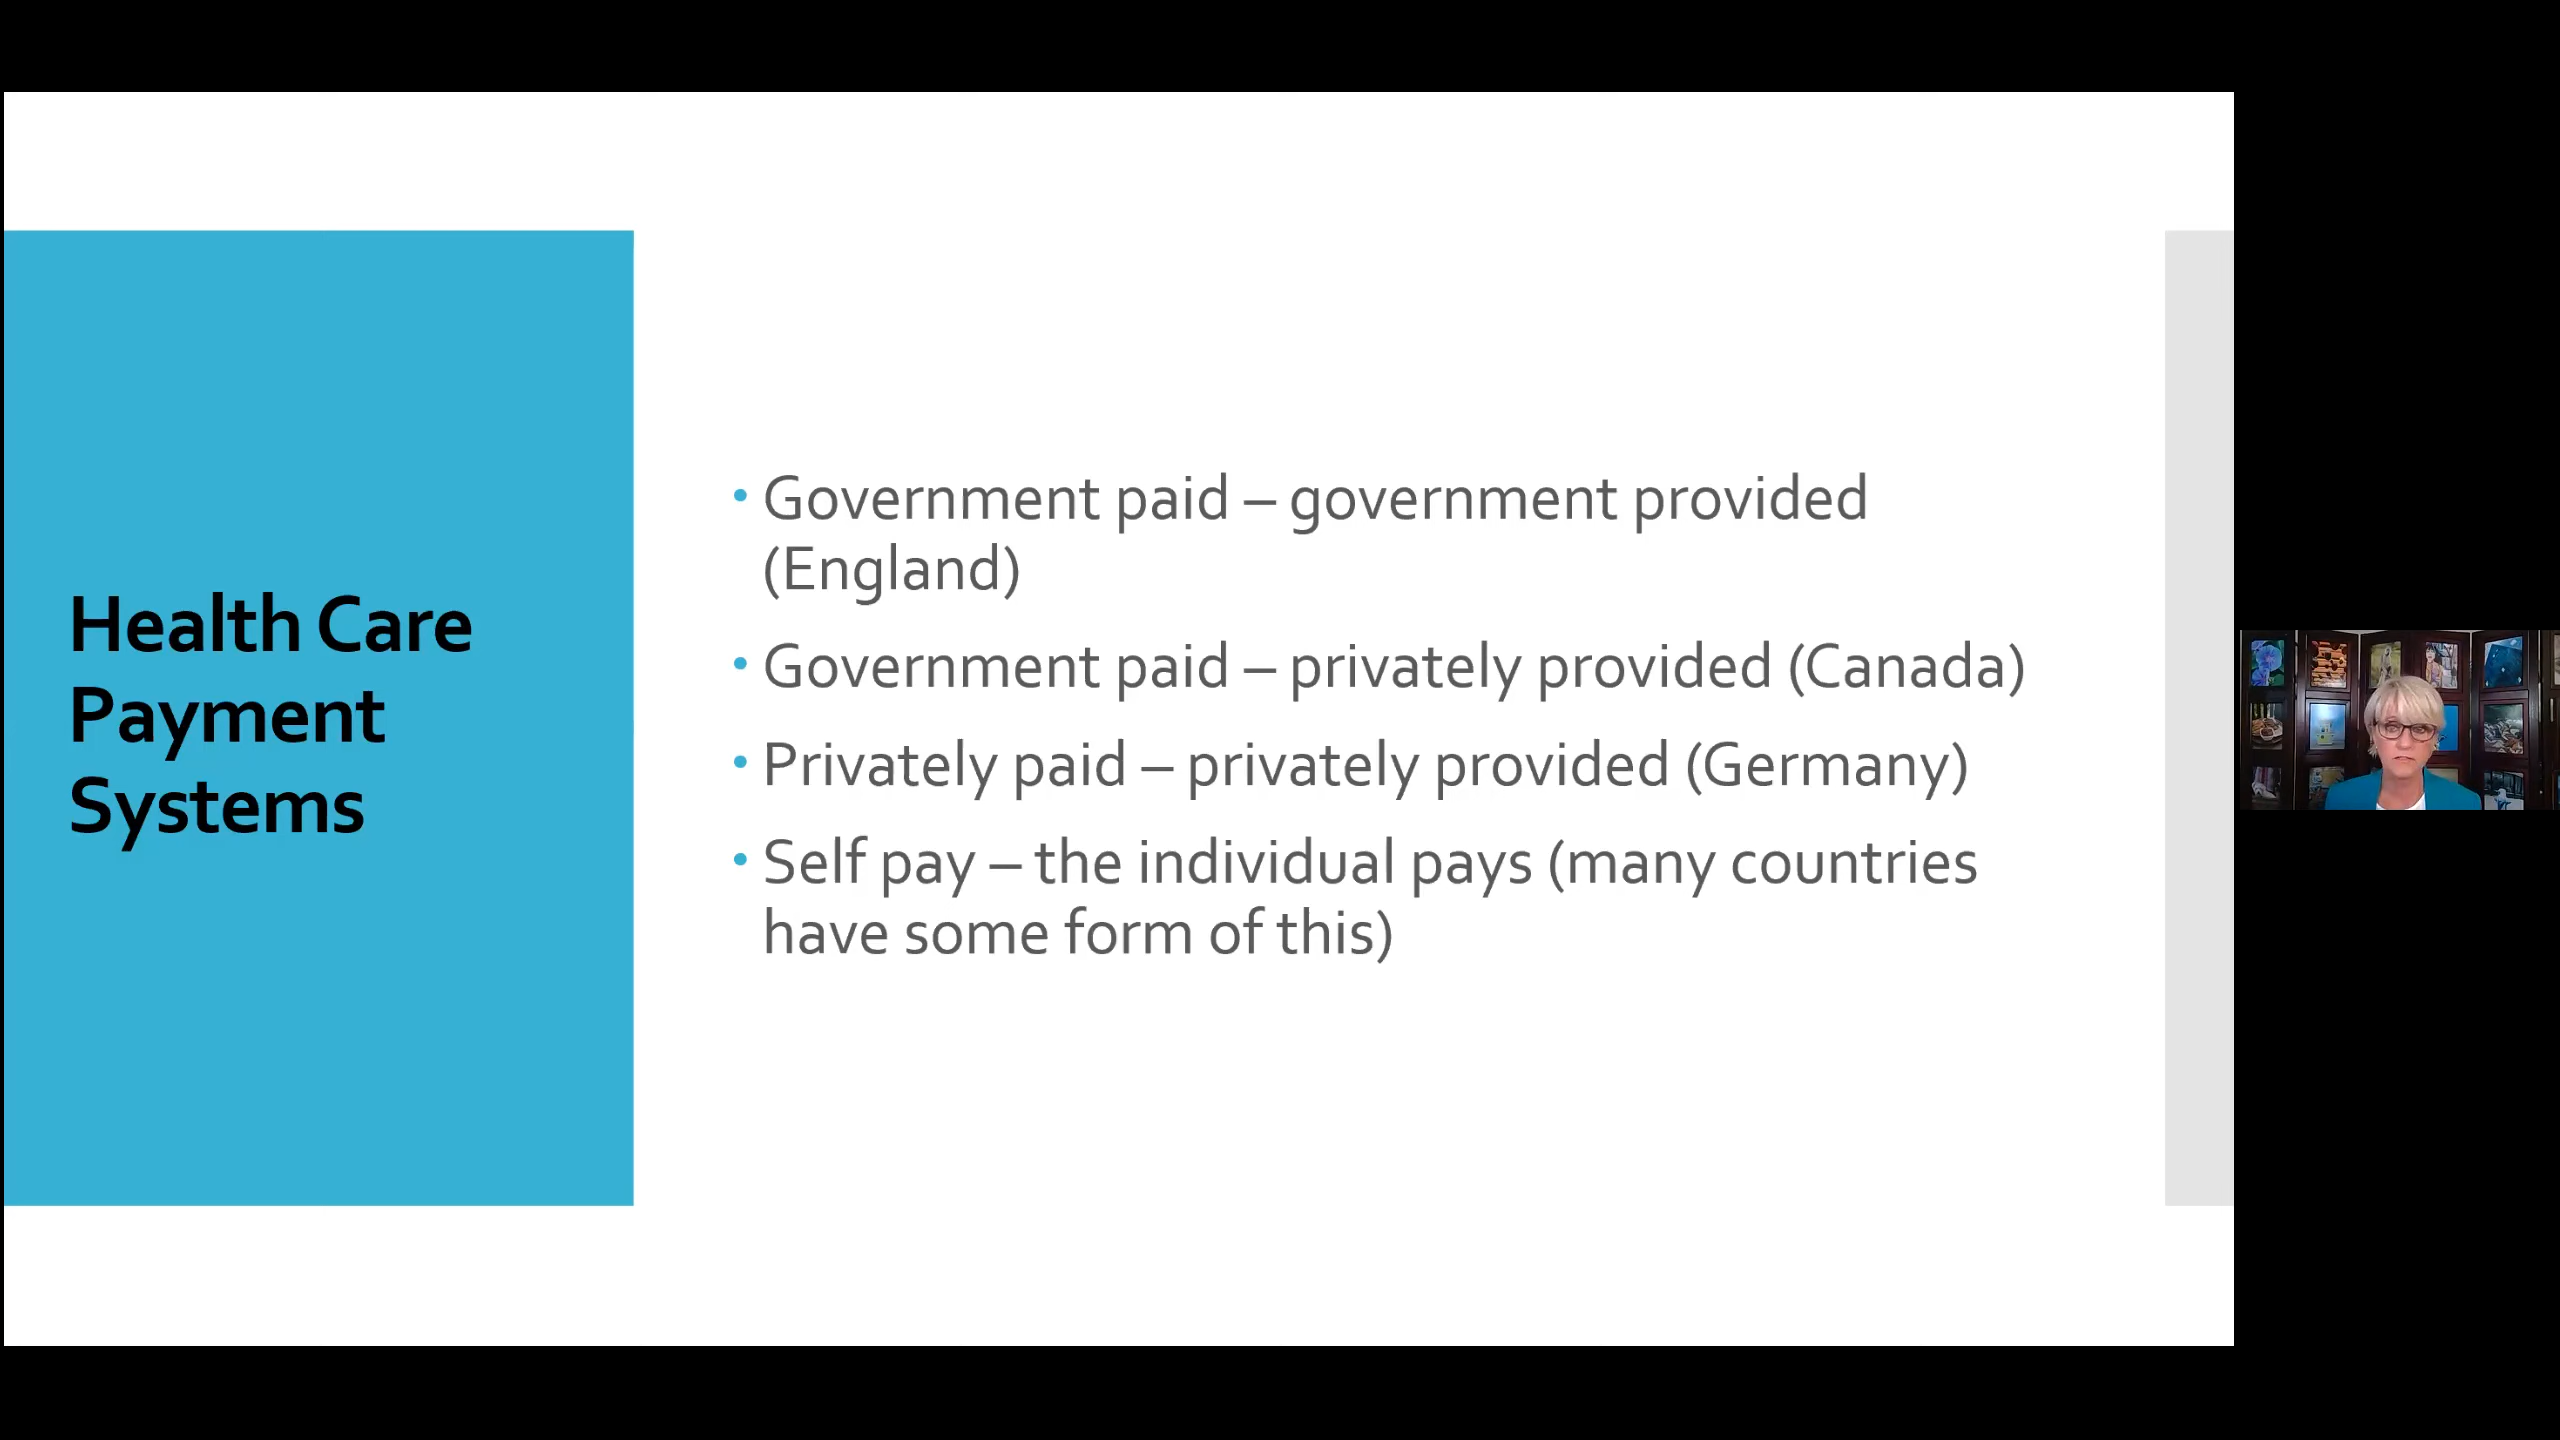 Health Care
Payment
Systems
• Government paid – government provided
(England)
• Government paid – privately provided (Canada)
• Privately paid – privately provided (Germany)
• Self pay – the individual pays (many countries
have some form of this)